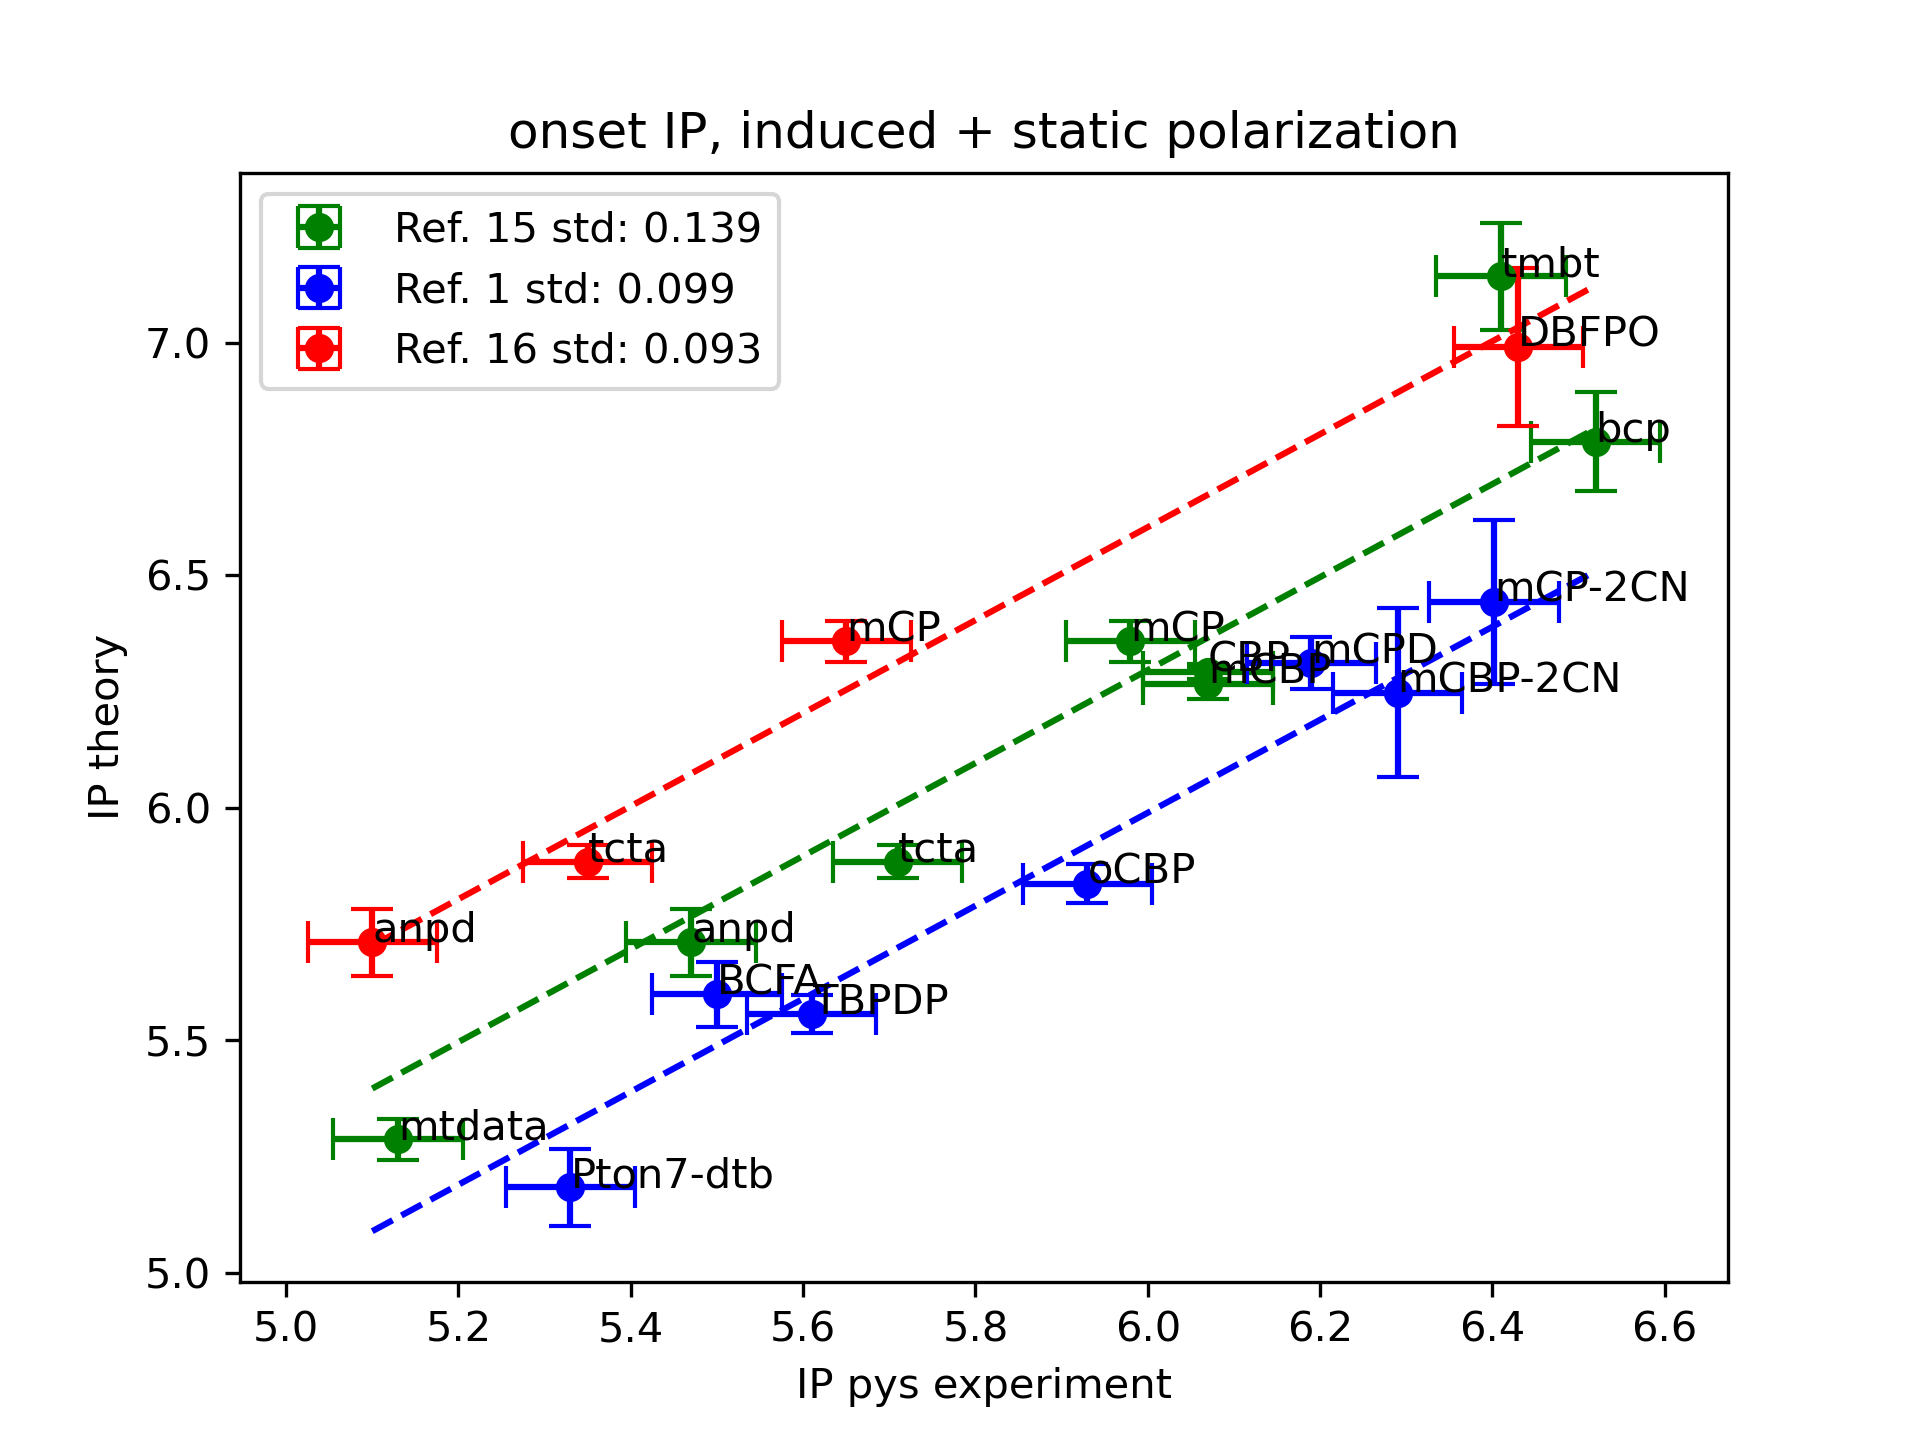 onset IP, induced + static polarization
Ref. 15 std: 0.139
Ref. 1 std: 0.099
Ref. 16 std: 0.093
tmbt
DBFPO
bcp
mCP-2CN
mCP
mCP
CBP
mCPD
mCBP
mCBP-2CN
tcta
tcta
oCBP
anpd
anpd
BCFA
TBPDP
mtdata
Pton7-dtb
7.0
6.5
6.0
5.5
5.0
IP theory
5.0 5.2 5.4 5.6 5.8 6.0 6.2 6.4 6.6
IP pys experiment